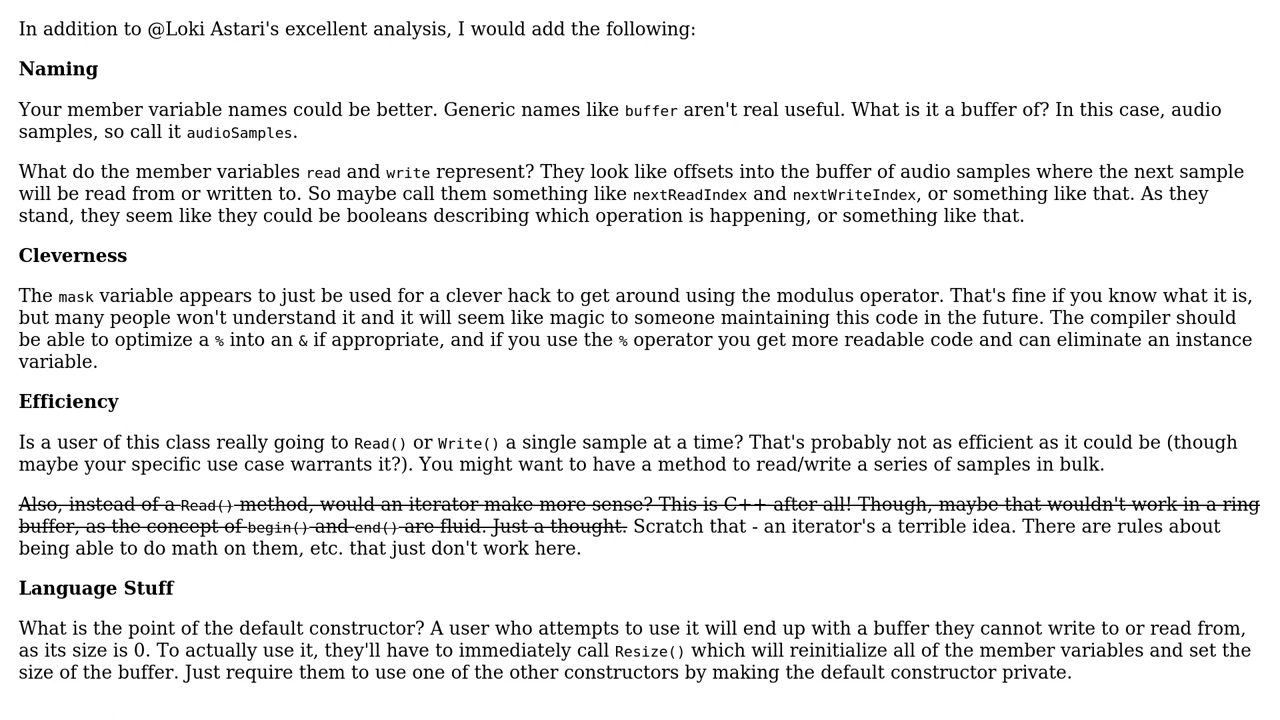 In addition to @Loki Astari's excellent analysis, I would add the following:
Naming
Your member variable names could be better. Generic names like buffer aren't real useful. What is it a buffer of? In this case, audio
samples, so call it audioSamples.
What do the member variables read and write represent? They look like offsets into the buffer of audio samples where the next sample
will be read from or written to. So maybe call them something like nextReadIndex and nextWriteIndex, or something like that. As they
stand, they seem like they could be booleans describing which operation is happening, or something like that.
Cleverness
The mask variable appears to just be used for a clever hack to get around using the modulus operator. That's fine if you know what it is,
but many people won't understand it and it will seem like magic to someone maintaining this code in the future. The compiler should
be able to optimize a % into an & if appropriate, and if you use the % operator you get more readable code and can eliminate an instance
variable.
Efficiency
Is a user of this class really going to Read() or Write() a single sample at a time? That's probably not as efficient as it could be (though
maybe your specific use case warrants it?). You might want to have a method to read/write a series of samples in bulk.
Also, instead of a Read() method, would an iterator make more sense? This is C++ after all! Though, maybe that wouldn't work in a ring
buffer, as the concept of begin() and end() are fluid. Just a thought. Scratch that - an iterator's a terrible idea. There are rules about
being able to do math on them, etc. that just don't work here.
Language Stuff
What is the point of the default constructor? A user who attempts to use it will end up with a buffer they cannot write to or read from,
as its size is 0. To actually use it, they'll have to immediately call Resize() which will reinitialize all of the member variables and set the
size of the buffer. Just require them to use one of the other constructors by making the default constructor private.